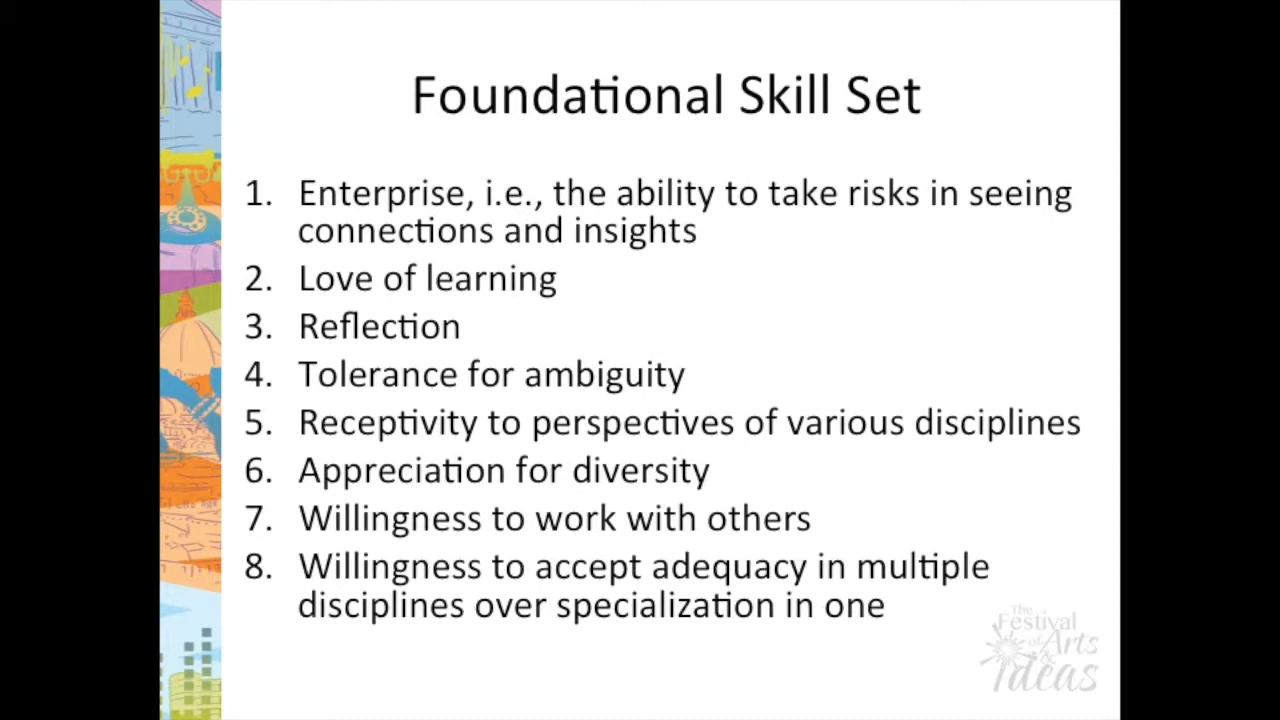 Foundational Skill Set
1. Enterprise, i.e., the ability to take risks in seeing
connections and insights
2. Love of learning
3. Reflection
4. Tolerance for ambiguity
5. Receptivity to perspectives of various disciplines
6. Appreciation for diversity
7. Willingness to work with others
8. Willingness to accept adequacy in multiple
disciplines over specialization in one
The
Festival
of Arts
&
Ideas